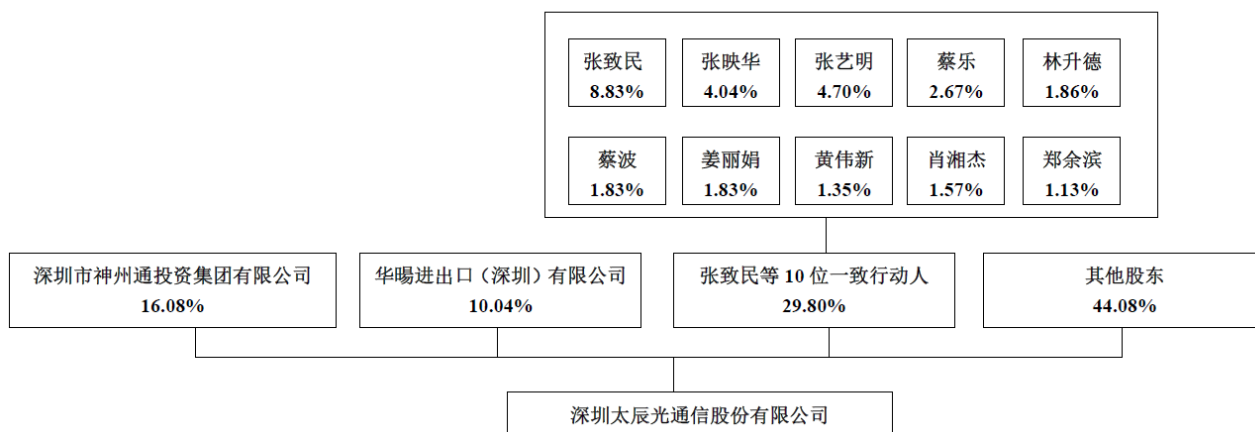 张致民 张映华 张艺明 蔡乐 林升德
8.83% 4.04% 4.70% 2.67% 1.86%
蔡波 姜丽娟 黄伟新 肖湘杰 郑余滨
1.83% 1.83% 1.35% 1.57% 1.13%
深圳市神州通投资集团有限公司 华暘进出口（深圳）有限公司 张致民等 10 位一致行动人 其他股东
16.08% 10.04% 29.80% 44.08%
深圳太辰光通信股份有限公司